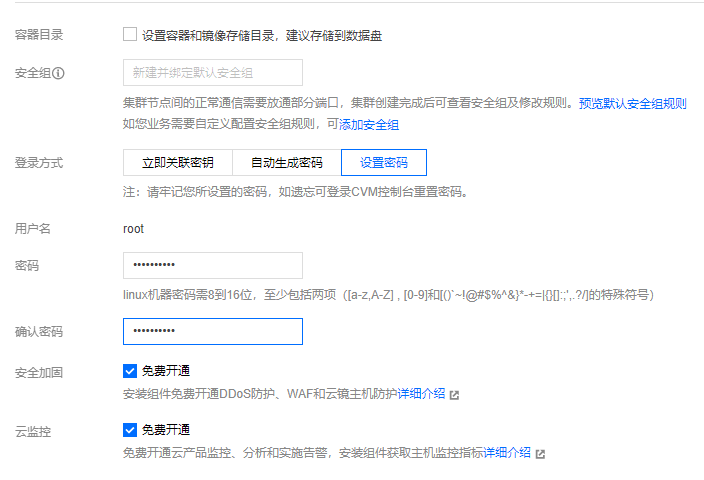 容器目录 设置容器和镜像存储目录，建议存储到数据盘
安全组 新建并绑定默认安全组
集群节点间的正常通信需要放通部分端口，集群创建完成后可查看安全组及修改规则。预览默认安全组规则
如您业务需要自定义配置安全组规则，可添加安全组
登录方式 立即关联密钥 自动生成密码 设置密码
注：请牢记您所设置的密码，如遗忘可登录CVM控制台重置密码。
用户名 root
密码 ••••••••••
linux机器密码需8到16位，至少包括两项（[a-z,A-Z] , [0-9]和[()`~!@#$%^&*-+=|{}[]:;',.?/]的特殊符号）
确认密码 ••••••••••
安全加固 免费开通
安装组件免费开通DDoS防护、WAF和云镜主机防护详细介绍
云监控 免费开通
免费开通云产品监控、分析和实施告警，安装组件获取主机监控指标详细介绍